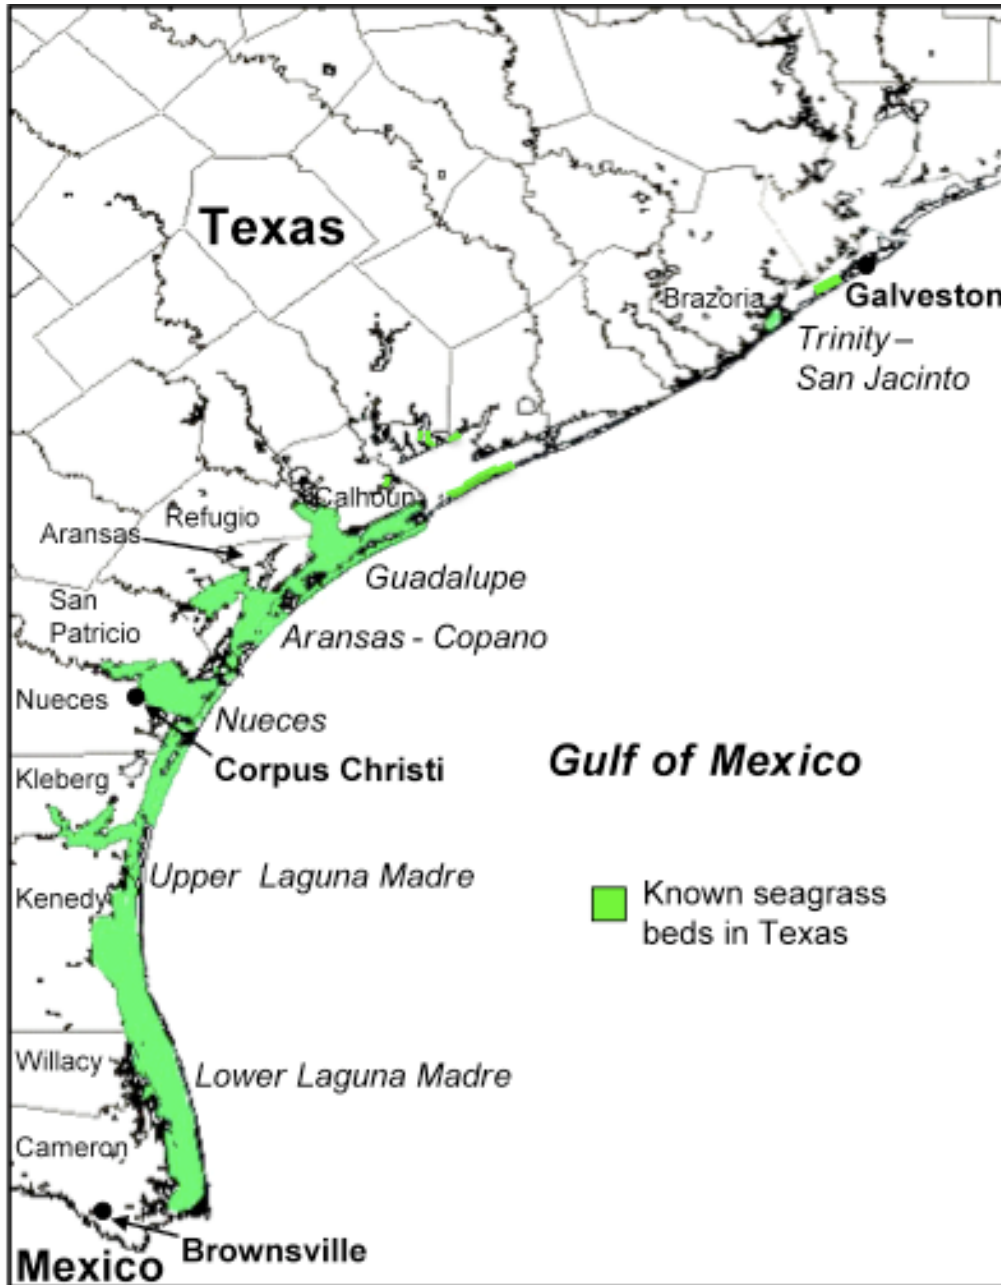 Texas
Brazoria
Galveston
Trinity –
San Jacinto
Calhoun
Refugio
Aransas
Guadalupe
San
Patricio
Aransas - Copano
Nueces
Nueces
Corpus Christi
Gulf of Mexico
Kleberg
Upper Laguna Madre
Kenedy
Known seagrass
beds in Texas
Willacy
Lower Laguna Madre
Cameron
Brownsville
Mexico